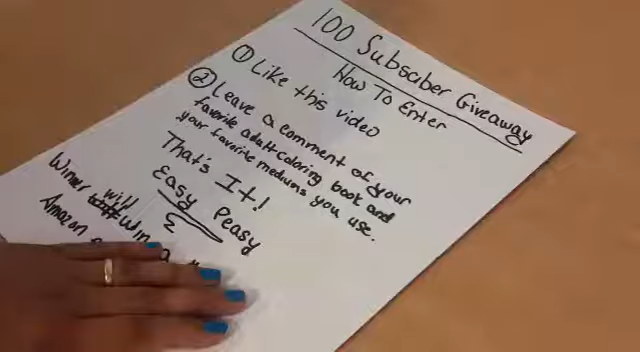 100 Subsciber Giveaway
How To Enter
① Like this video
② Leave a comment of your
favorite adult coloring book and
your favorite mediums you use.
That's It!
Easy Peasy
Winner will win a
Amazon